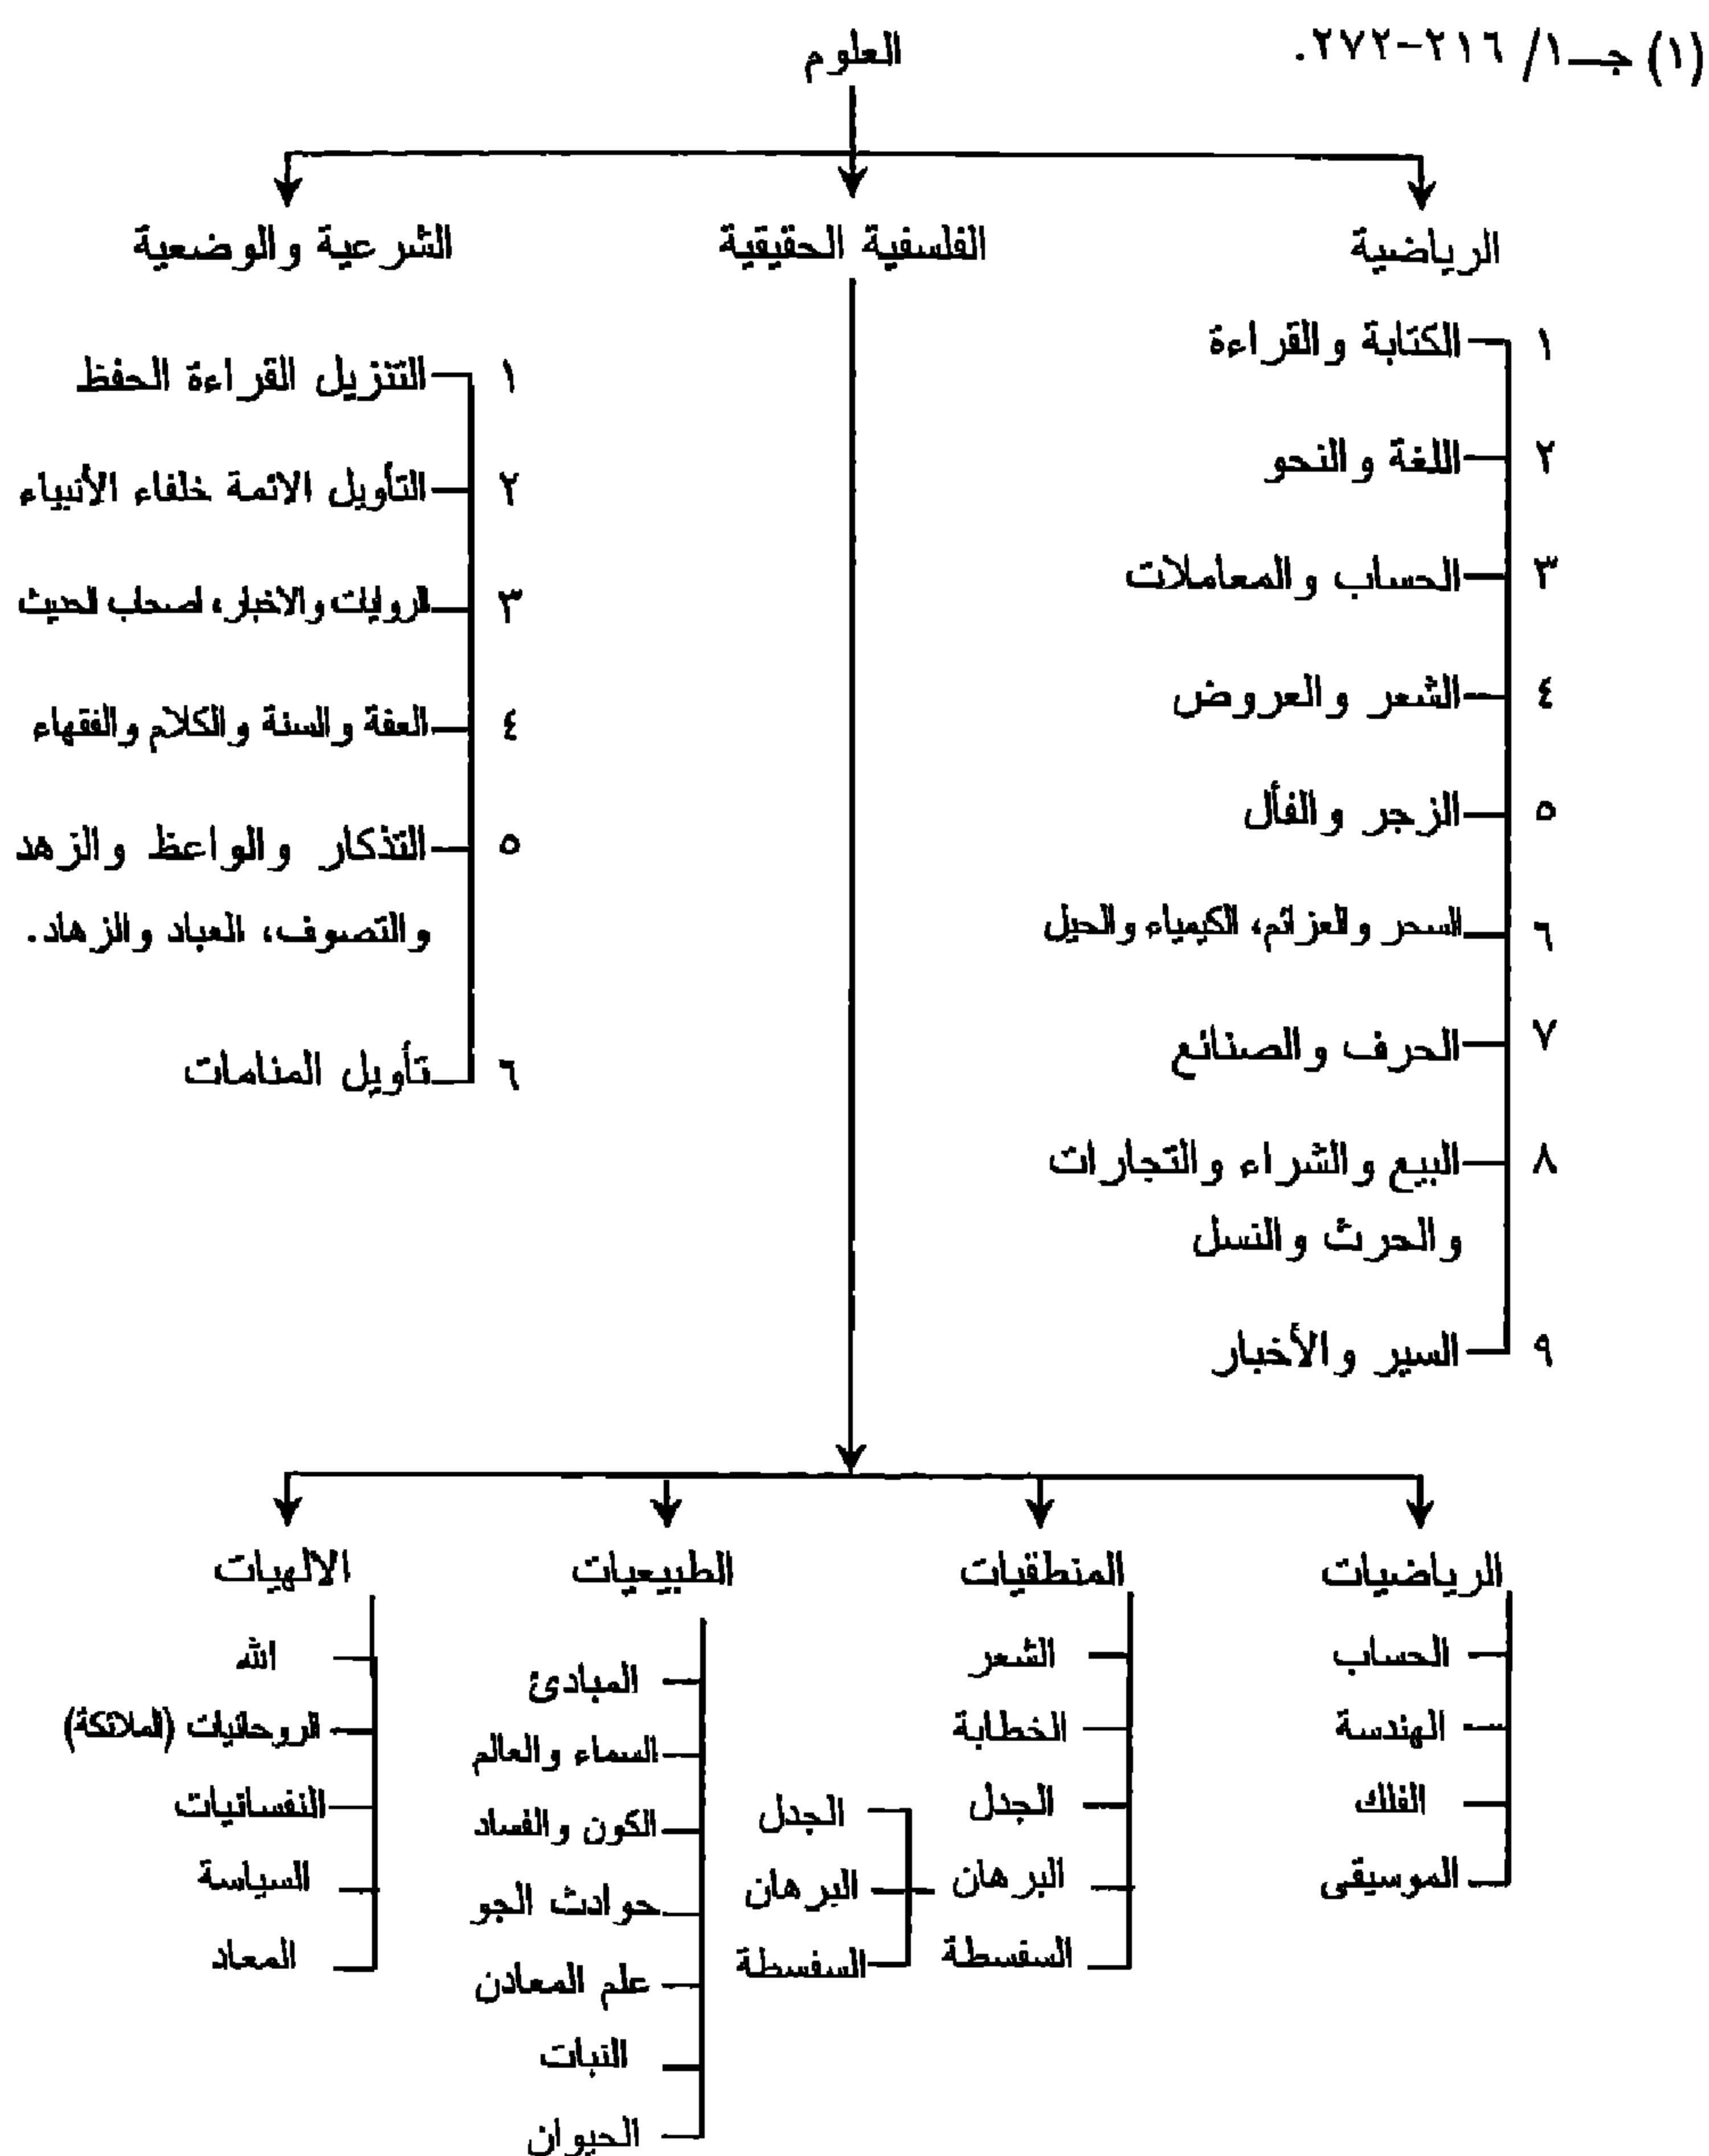 (١) جـ١/ ٢١٦-٢٧٢.
العلوم
الرياضية
١ الكتابة والقراءة
٢ اللغة والنحو
٣ الحساب والمعاملات
٤ الشعر والعروض
٥ الزجر والفأل
٦ السحر والعزائم، الكيمياء والحيل
٧ الحرف والصنائع
٨ البيع والشراء والتجارات
والحرث والنسل
٩ السير والأخبار
الفلسفية الحقيقية
الشرعية والوضعية
١ التنزيل القراءة الحفظ
٢ التأويل الائمة خلفاء الأنبياء
٣ الروايات والاخبار، اصحاب الحديث
٤ العفة والسنة والكلام والفقهاء
٥ التذكار والواعظ والزهد
والتصوف، العباد والزهاد.
٦ تأويل المنامات
الرياضيات
الحساب
الهندسة
الفلك
الموسيقى
المنطقيات
الشعر
الخطابة
الجدل
البرهان
السفسطة
الجدل
البرهان
السفسطة
الطبيعيات
المبادئ
السماء والعالم
الكون والفساد
حوادث الجو
علم المعادن
النبات
الحيوان
الالهيات
الله
الروحانيات (الملائكة)
النفسانيات
السياسة
المعاد